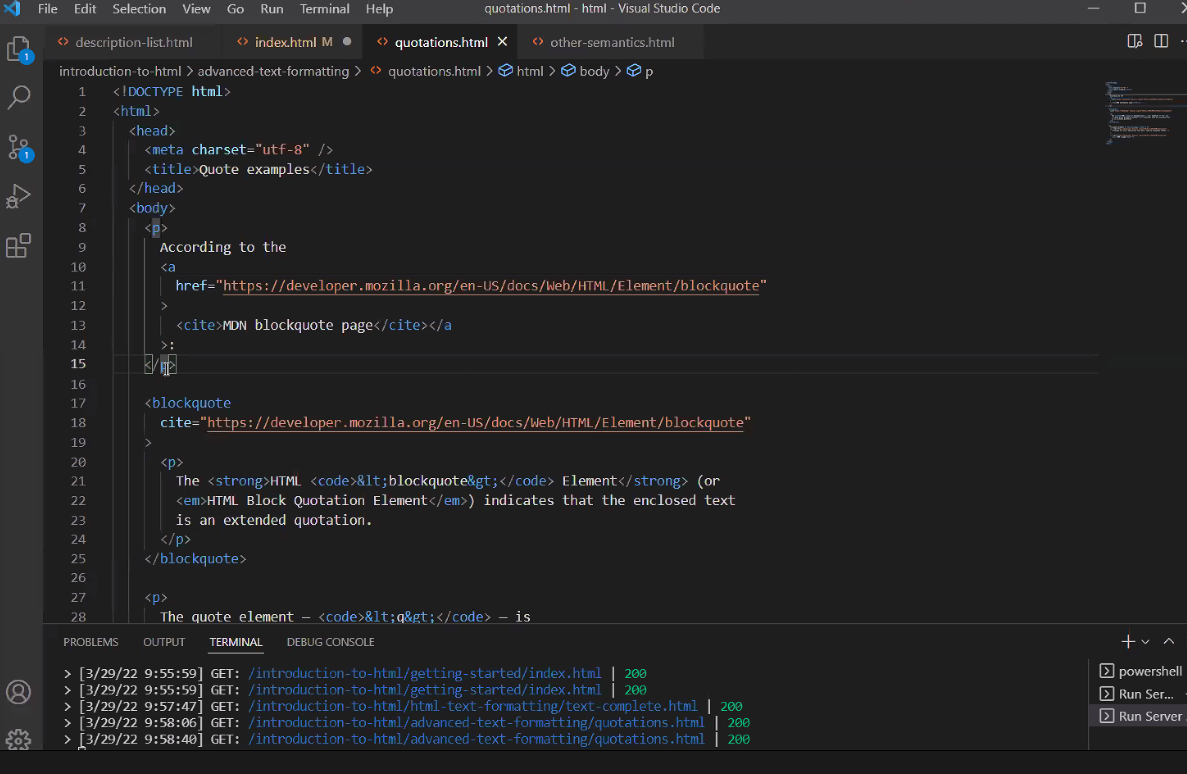 File Edit Selection View Go Run Terminal Help quotations.html - html - Visual Studio Code
description-list.html index.html M quotations.html other-semantics.html
introduction-to-html > advanced-text-formatting > quotations.html > html > body > p
1 <!DOCTYPE html>
2 <html>
3 <head>
4 <meta charset="utf-8" />
5 <title>Quote examples</title>
6 </head>
7 <body>
8 <p>
9 According to the
10 <a
11 href="https://developer.mozilla.org/en-US/docs/Web/HTML/Element/blockquote"
12 >
13 <cite>MDN blockquote page</cite></a
14 >:
15 </p>
16
17 <blockquote
18 cite="https://developer.mozilla.org/en-US/docs/Web/HTML/Element/blockquote"
19 >
20 <p>
21 The <strong>HTML <code>&lt;blockquote&gt;</code> Element</strong> (or
22 <em>HTML Block Quotation Element</em>) indicates that the enclosed text
23 is an extended quotation.
24 </p>
25 </blockquote>
26
27 <p>
28 The quote element — <code>&lt;q&gt;</code> — is
PROBLEMS OUTPUT TERMINAL DEBUG CONSOLE
> [3/29/22 9:55:59] GET: /introduction-to-html/getting-started/index.html | 200
> [3/29/22 9:55:59] GET: /introduction-to-html/getting-started/index.html | 200
> [3/29/22 9:57:47] GET: /introduction-to-html/html-text-formatting/text-complete.html | 200
> [3/29/22 9:58:06] GET: /introduction-to-html/advanced-text-formatting/quotations.html | 200
> [3/29/22 9:58:40] GET: /introduction-to-html/advanced-text-formatting/quotations.html | 200
powershell
Run Ser...
Run Server
1
1